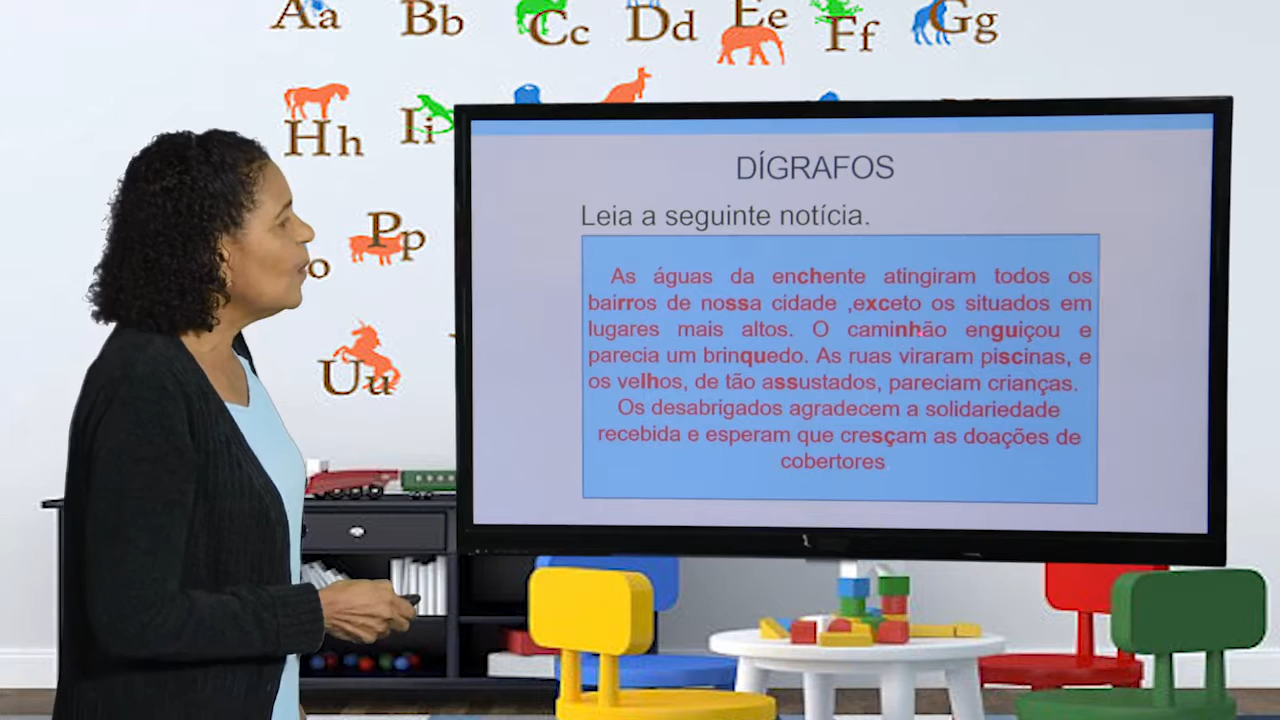 Aa Bb Cc Dd Ee Ff Gg
Hh Ii
Pp
Uu
DÍGRAFOS
Leia a seguinte notícia.
As águas da enchente atingiram todos os
bairros de nossa cidade ,exceto os situados em
lugares mais altos. O caminhão enguiçou e
parecia um brinquedo. As ruas viraram piscinas, e
os velhos, de tão assustados, pareciam crianças.
Os desabrigados agradecem a solidariedade
recebida e esperam que cresçam as doações de
cobertores.